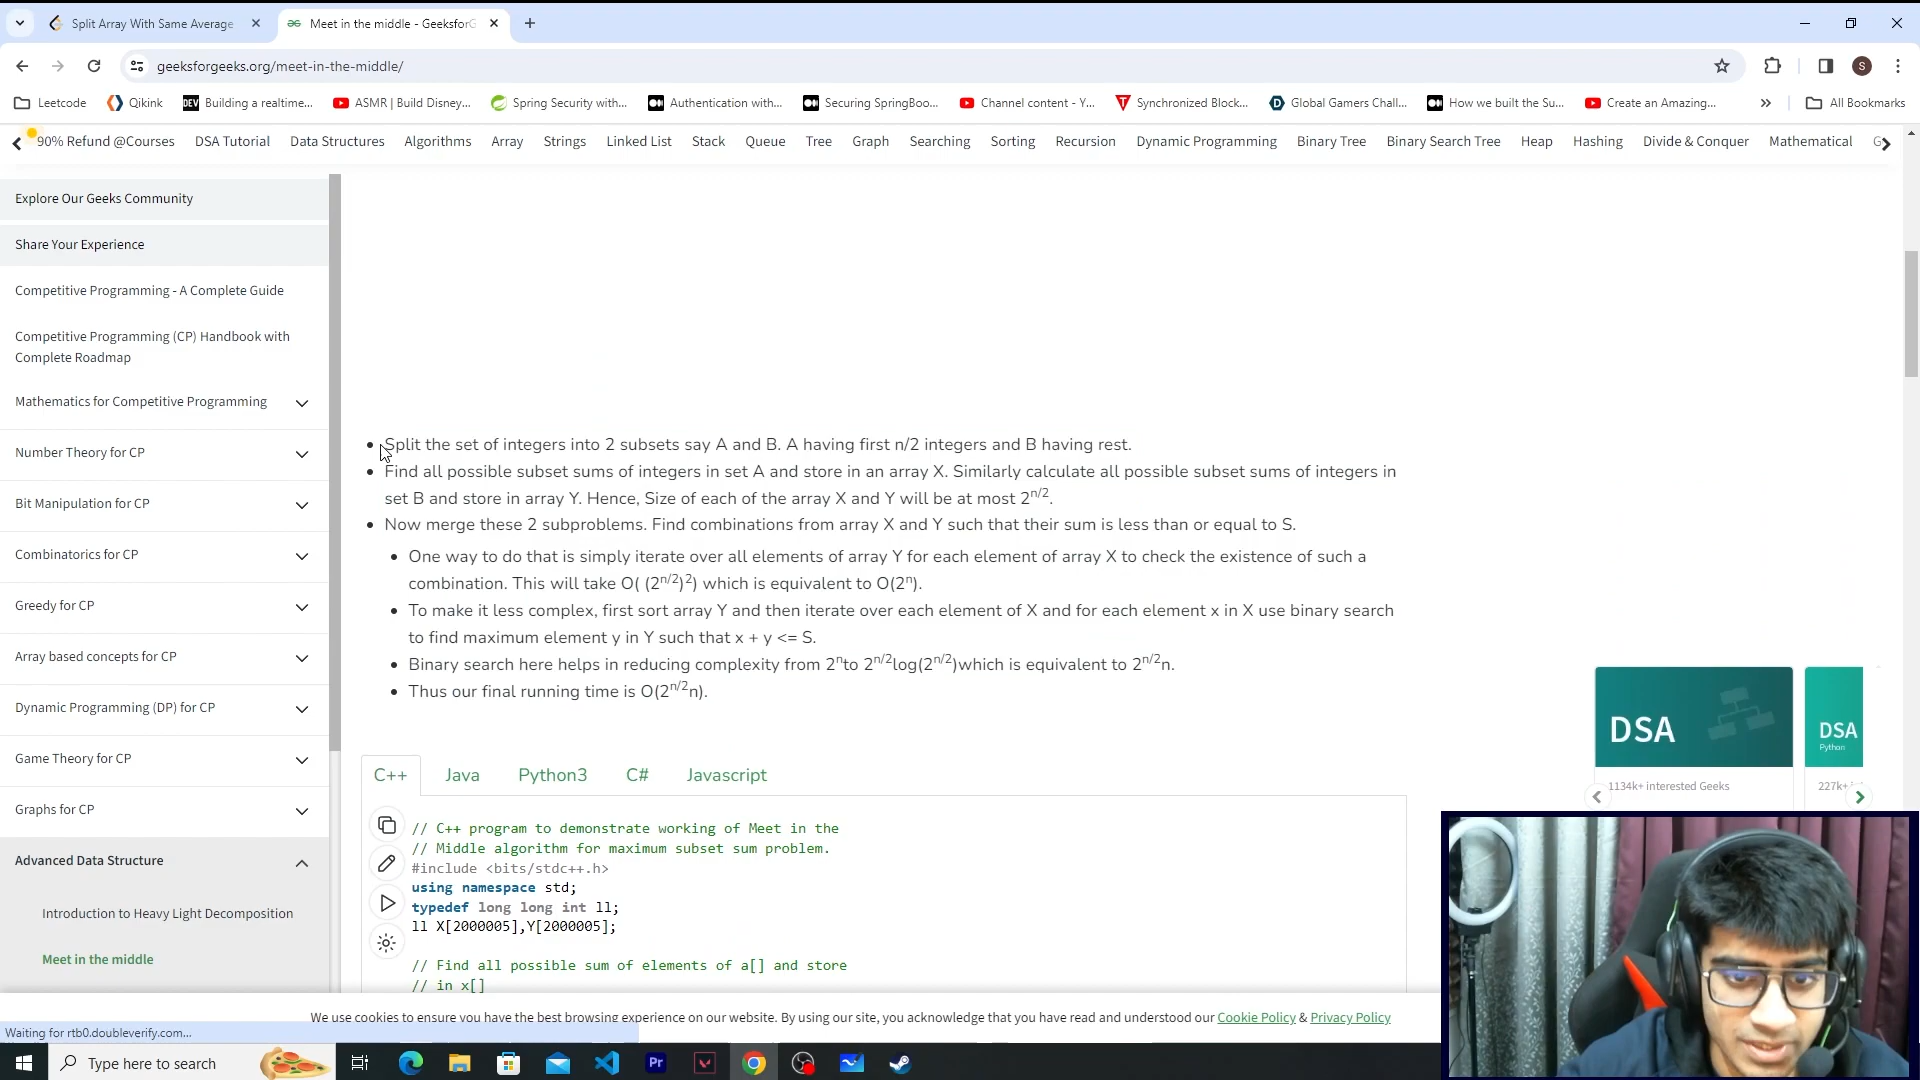 Split Array With Same Average
Meet in the middle - GeeksforG
geeksforgeeks.org/meet-in-the-middle/
S
Leetcode
Qikink
DEV Building a realtime...
ASMR | Build Disney...
Spring Security with...
Authentication with...
Securing SpringBoo...
Channel content - Y...
Synchronized Block...
Global Gamers Chall...
How we built the Su...
Create an Amazing...
All Bookmarks
90% Refund @Courses
DSA Tutorial
Data Structures
Algorithms
Array
Strings
Linked List
Stack
Queue
Tree
Graph
Searching
Sorting
Recursion
Dynamic Programming
Binary Tree
Binary Search Tree
Heap
Hashing
Divide & Conquer
Mathematical
G
Explore Our Geeks Community
Share Your Experience
Competitive Programming - A Complete Guide
Competitive Programming (CP) Handbook with
Complete Roadmap
Mathematics for Competitive Programming
Number Theory for CP
Bit Manipulation for CP
Combinatorics for CP
Greedy for CP
Array based concepts for CP
Dynamic Programming (DP) for CP
Game Theory for CP
Graphs for CP
Advanced Data Structure
Introduction to Heavy Light Decomposition
Meet in the middle
• Split the set of integers into 2 subsets say A and B. A having first n/2 integers and B having rest.
• Find all possible subset sums of integers in set A and store in an array X. Similarly calculate all possible subset sums of integers in
set B and store in array Y. Hence, Size of each of the array X and Y will be at most 2^n/2.
• Now merge these 2 subproblems. Find combinations from array X and Y such that their sum is less than or equal to S.
• One way to do that is simply iterate over all elements of array Y for each element of array X to check the existence of such a
combination. This will take O( (2^n/2)^2) which is equivalent to O(2^n).
• To make it less complex, first sort array Y and then iterate over each element of X and for each element x in X use binary search
to find maximum element y in Y such that x + y <= S.
• Binary search here helps in reducing complexity from 2^nto 2^n/2log(2^n/2)which is equivalent to 2^n/2n.
• Thus our final running time is O(2^n/2n).
C++
Java
Python3
C#
Javascript
// C++ program to demonstrate working of Meet in the
// Middle algorithm for maximum subset sum problem.
#include <bits/stdc++.h>
using namespace std;
typedef long long int ll;
ll X[2000005],Y[2000005];
// Find all possible sum of elements of a[] and store
// in x[]
DSA
1134k+ interested Geeks
DSA
Python
227k+
We use cookies to ensure you have the best browsing experience on our website. By using our site, you acknowledge that you have read and understood our Cookie Policy & Privacy Policy
Waiting for rtb0.doubleverify.com...
Type here to search
Pr